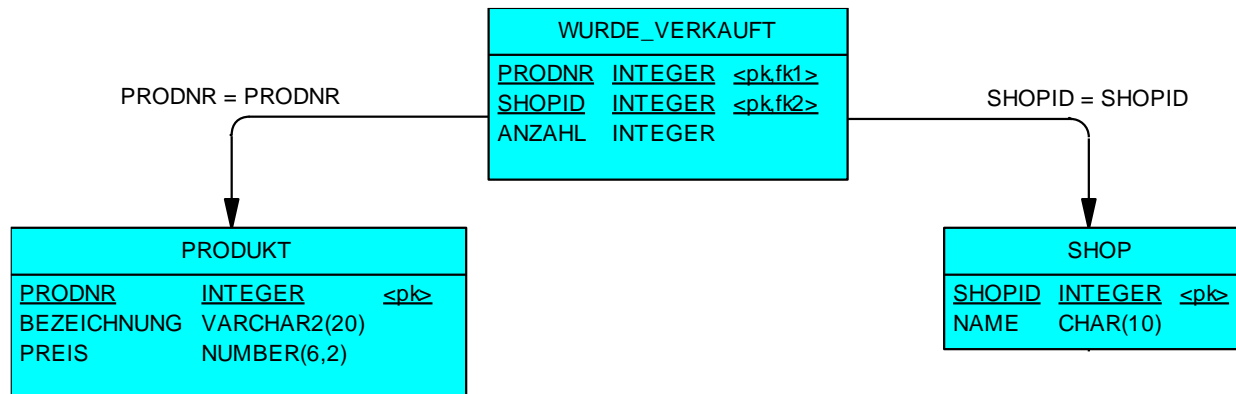 WURDE_VERKAUFT
PRODNR INTEGER <pk,fk1>
SHOPID INTEGER <pk,fk2>
ANZAHL INTEGER
PRODNR = PRODNR
SHOPID = SHOPID
PRODUKT
PRODNR INTEGER <pk>
BEZEICHNUNG VARCHAR2(20)
PREIS NUMBER(6,2)
SHOP
SHOPID INTEGER <pk>
NAME CHAR(10)